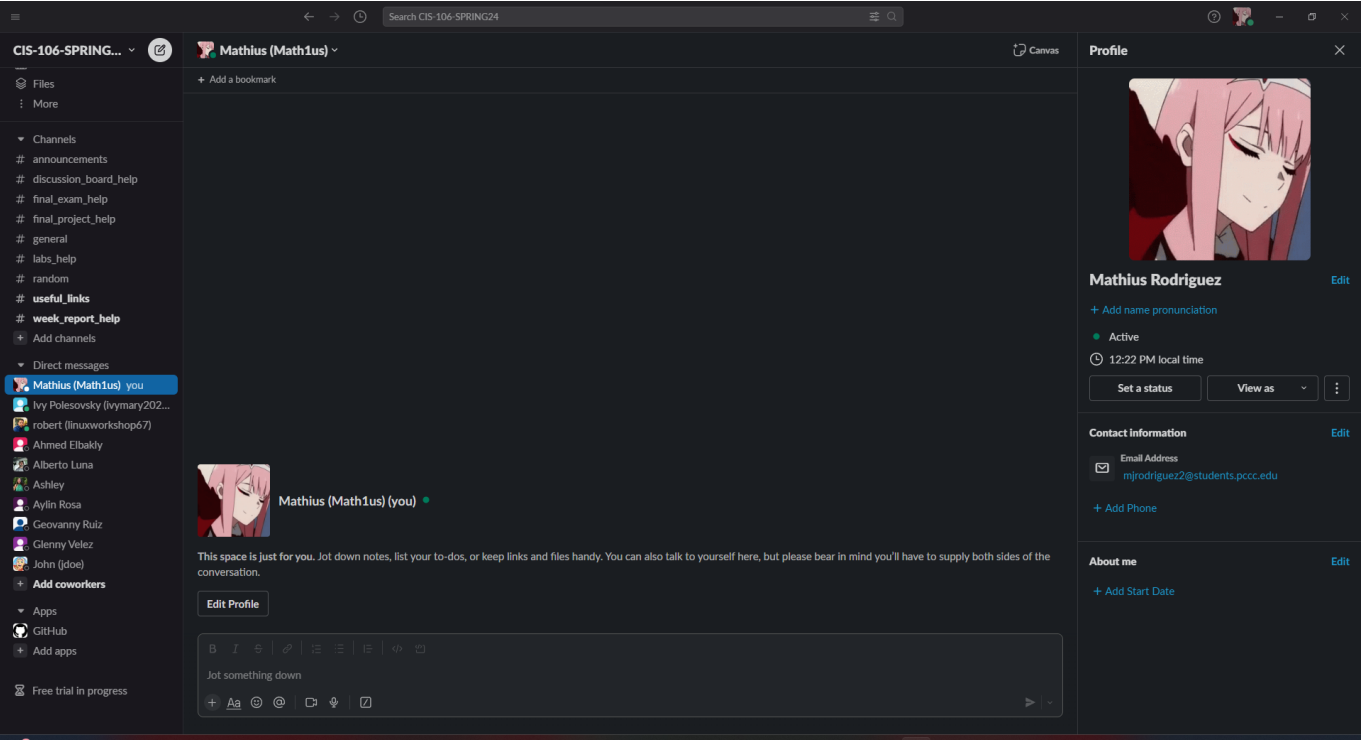 Search CIS-106-SPRING24
CIS-106-SPRING...
Files
More
Channels
# announcements
# discussion_board_help
# final_exam_help
# final_project_help
# general
# labs_help
# random
# useful_links
# week_report_help
+ Add channels
Direct messages
Mathius (Math1us) you
Ivy Polesovsky (ivymary202...
robert (linuxworkshop67)
Ahmed Elbakly
Alberto Luna
Ashley
Aylin Rosa
Geovanny Ruiz
Glenny Velez
John (jdoe)
+ Add coworkers
Apps
GitHub
+ Add apps
Free trial in progress
Mathius (Math1us)
Canvas
+ Add a bookmark
Mathius (Math1us) (you)
This space is just for you. Jot down notes, list your to-dos, or keep links and files handy. You can also talk to yourself here, but please bear in mind you'll have to supply both sides of the
conversation.
Edit Profile
B I S
Jot something down
+ Aa @
Profile
Mathius Rodriguez Edit
+ Add name pronunciation
Active
12:22 PM local time
Set a status View as
Contact information Edit
Email Address
mjrodriguez2@students.pccc.edu
+ Add Phone
About me Edit
+ Add Start Date